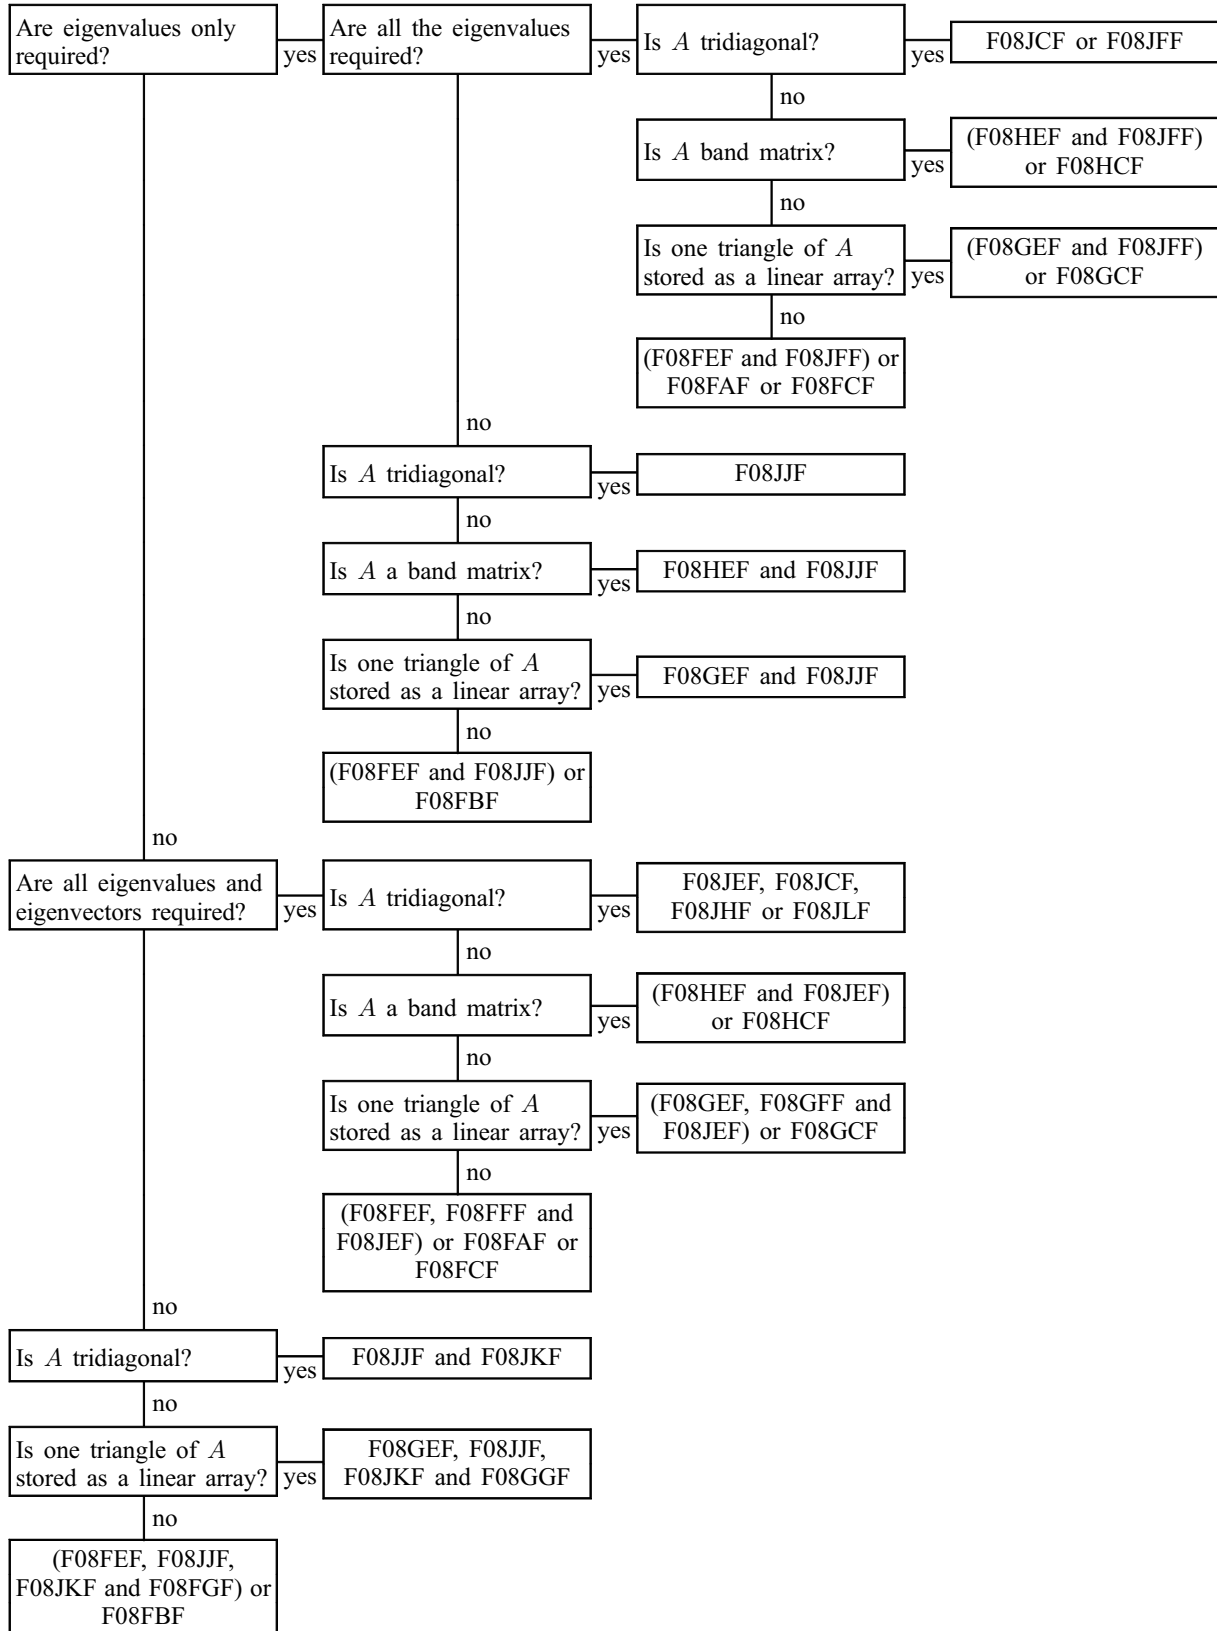 Are eigenvalues only
required?
yes
Are all the eigenvalues
required?
yes
Is A tridiagonal?
yes
F08JCF or F08JFF
no
Is A band matrix?
yes
(F08HEF and F08JFF)
or F08HCF
no
Is one triangle of A
stored as a linear array?
yes
(F08GEF and F08JFF)
or F08GCF
no
(F08FEF and F08JFF) or
F08FAF or F08FCF
no
Is A tridiagonal?
yes
F08JJF
no
Is A a band matrix?
yes
F08HEF and F08JJF
no
Is one triangle of A
stored as a linear array?
yes
F08GEF and F08JJF
no
(F08FEF and F08JJF) or
F08FBF
no
Are all eigenvalues and
eigenvectors required?
yes
Is A tridiagonal?
yes
F08JEF, F08JCF,
F08JHF or F08JLF
no
Is A a band matrix?
yes
(F08HEF and F08JEF)
or F08HCF
no
Is one triangle of A
stored as a linear array?
yes
(F08GEF, F08GFF and
F08JEF) or F08GCF
no
(F08FEF, F08FFF and
F08JEF) or F08FAF or
F08FCF
no
Is A tridiagonal?
yes
F08JJF and F08JKF
no
Is one triangle of A
stored as a linear array?
yes
F08GEF, F08JJF,
F08JKF and F08GGF
no
(F08FEF, F08JJF,
F08JKF and F08FGF) or
F08FBF